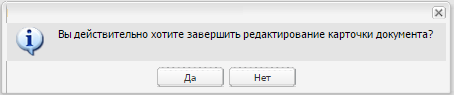 Вы действительно хотите завершить редактирование карточки документа?
Да Нет